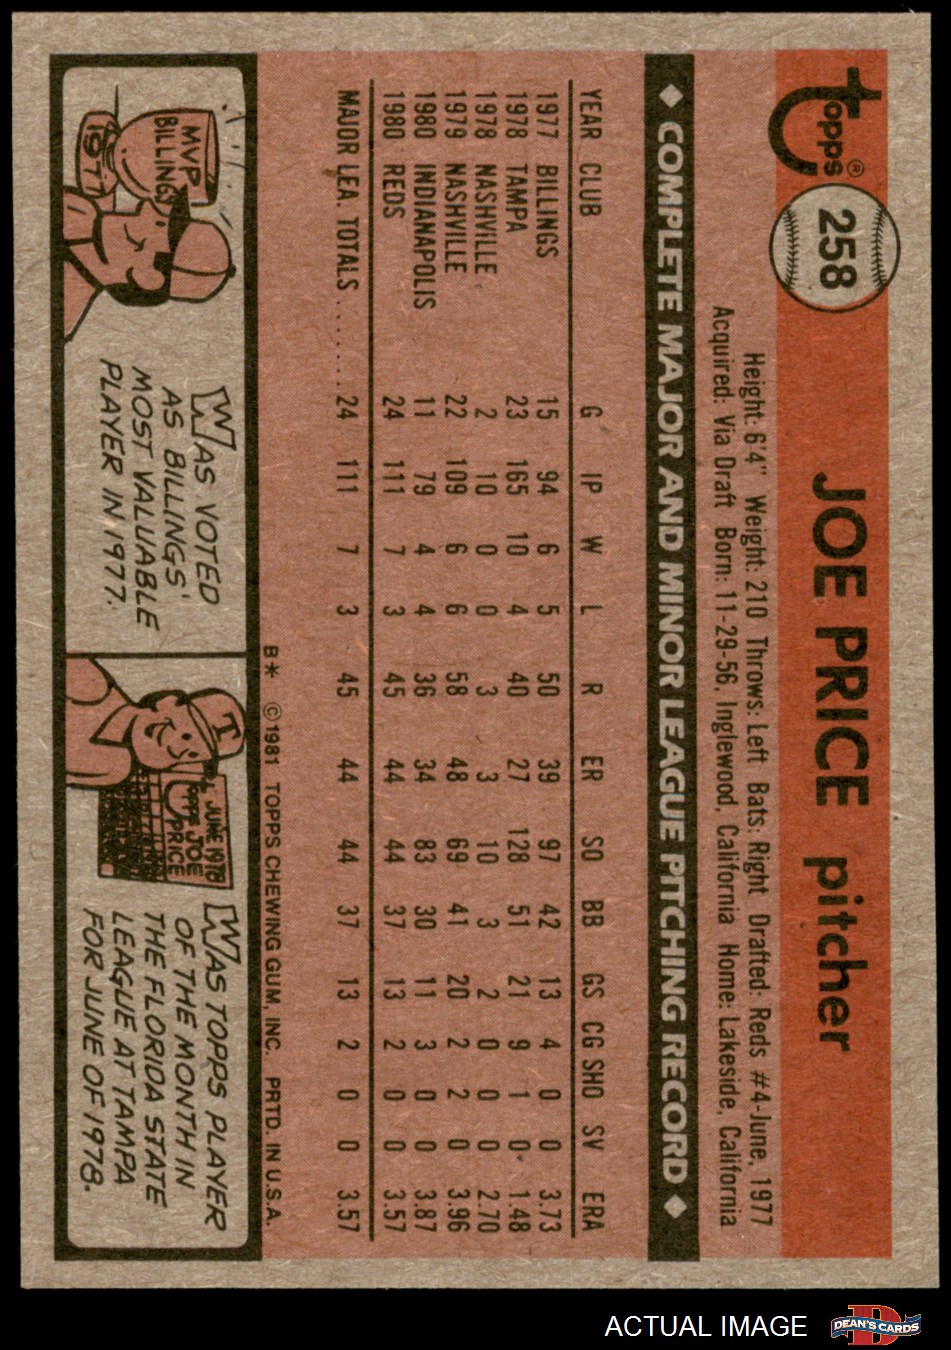 Topps®
258
JOE PRICE pitcher
Height: 6'4" Weight: 210 Throws: Left Bats: Right Drafted: Reds #4-June, 1977
Acquired: Via Draft Born: 11-29-56, Inglewood, California Home: Lakeside, California
◆ COMPLETE MAJOR AND MINOR LEAGUE PITCHING RECORD ◆
YEAR CLUB G IP W L R ER SO BB GS CG SHO SV ERA
1977 BILLINGS 15 94 6 5 50 39 97 42 13 4 0 0 3.73
1978 TAMPA 23 165 10 4 40 27 128 51 21 9 1 0 1.48
1978 NASHVILLE 2 10 0 0 3 3 10 3 2 0 0 0 2.70
1979 NASHVILLE 22 109 6 6 58 48 69 41 20 2 2 0 3.96
1980 INDIANAPOLIS 11 79 4 4 36 34 83 30 11 3 0 0 3.87
1980 REDS 24 111 7 3 45 44 44 37 13 2 0 0 3.57
MAJOR LEA. TOTALS ........ 24 111 7 3 45 44 44 37 13 2 0 0 3.57
B* ©1981 TOPPS CHEWING GUM, INC. PRTD. IN U.S.A.
MVP
BILLINGS
1977
WAS VOTED
AS BILLINGS'
MOST VALUABLE
PLAYER IN 1977.
T
JUNE 1978
TOPPS JOE
PRICE
WAS TOPPS PLAYER
OF THE MONTH IN
THE FLORIDA STATE
LEAGUE AT TAMPA
FOR JUNE OF 1978.
ACTUAL IMAGE
D
DEAN'S CARDS